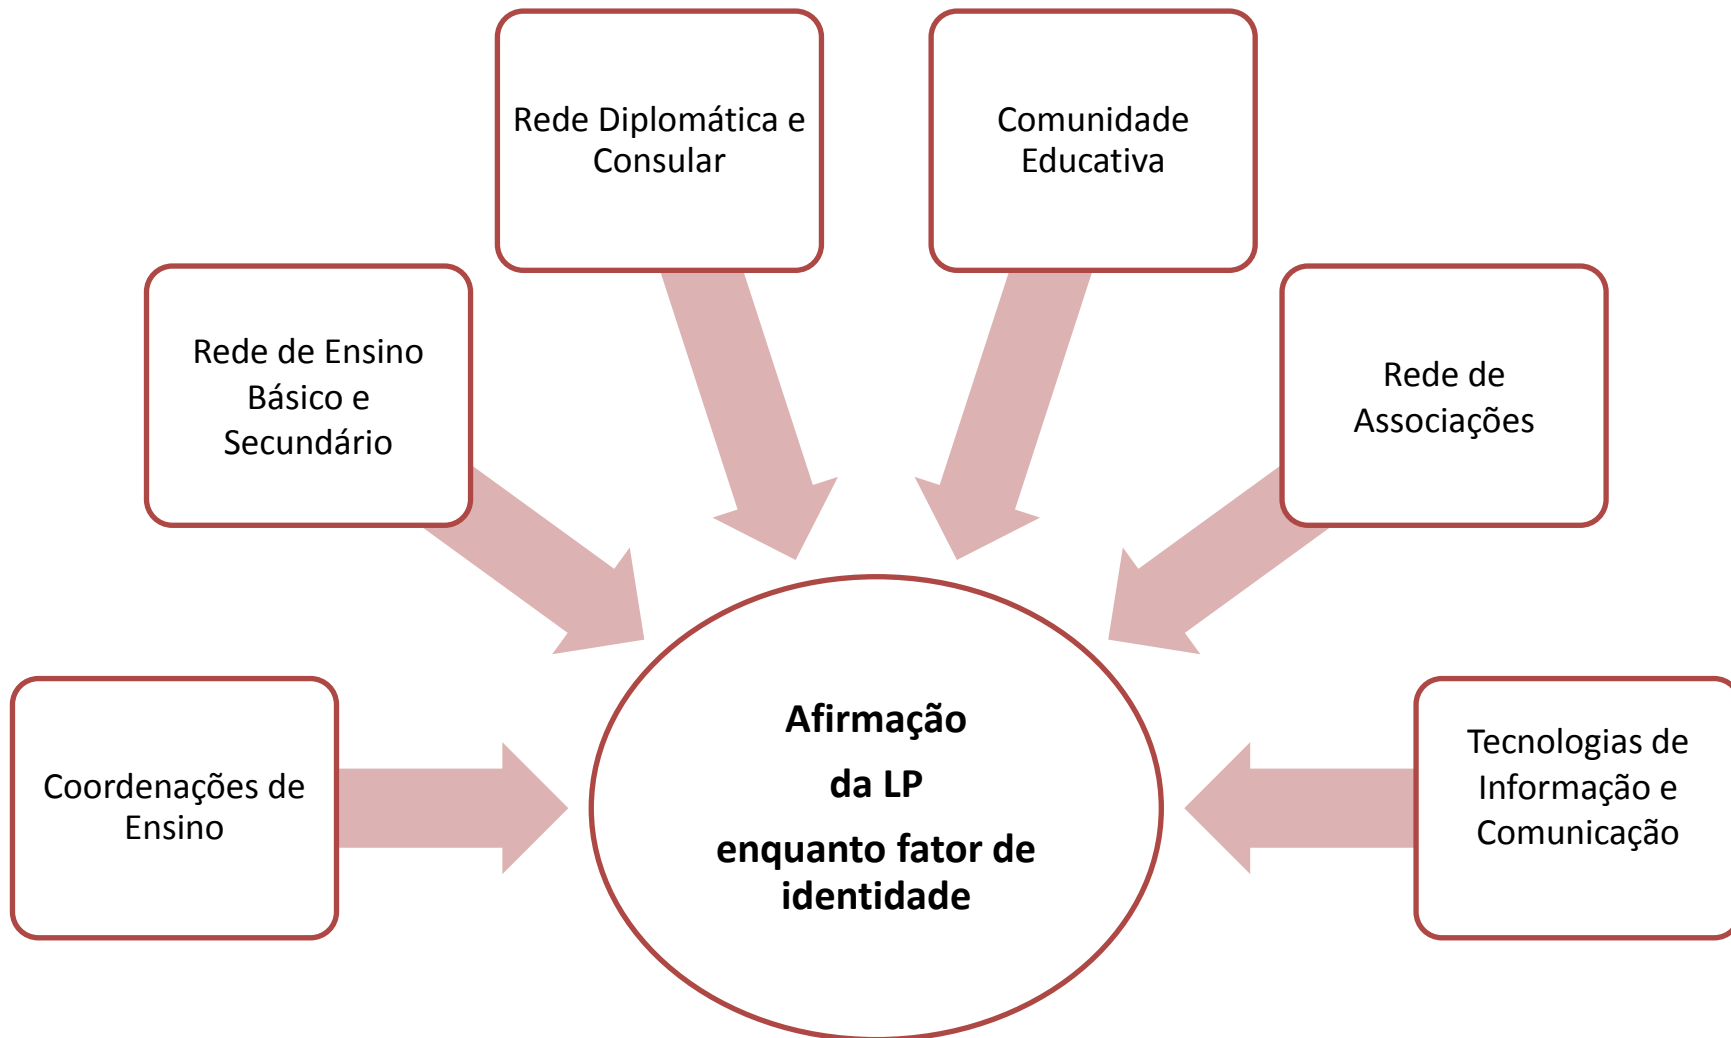 Rede Diplomática e
Consular
Comunidade
Educativa
Rede de Ensino
Básico e
Secundário
Rede de
Associações
Coordenações de
Ensino
Afirmação
da LP
enquanto fator de
identidade
Tecnologias de
Informação e
Comunicação